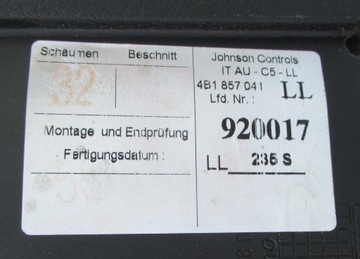 Schäumen Beschnitt
32
Montage und Endprüfung
Fertigungsdatum :
Johnson Controls
IT AU - C5 - LL
4B1 857 041 LL
Lfd. Nr. :
920017
LL 235 S